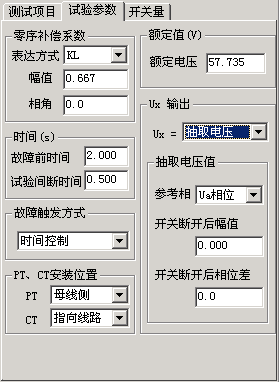 测试项目 试验参数 开关量
零序补偿系数
表达方式 KL
幅值 0.667
相角 0.0
时间(s)
故障前时间 2.000
试验间断时间 0.500
故障触发方式
时间控制
PT、CT安装位置
PT 母线侧
CT 指向线路
额定值(V)
额定电压 57.735
Ux 输出
Ux = 抽取电压
抽取电压值
参考相 Ua相位
开关断开后幅值
0.000
开关断开后相位差
0.0